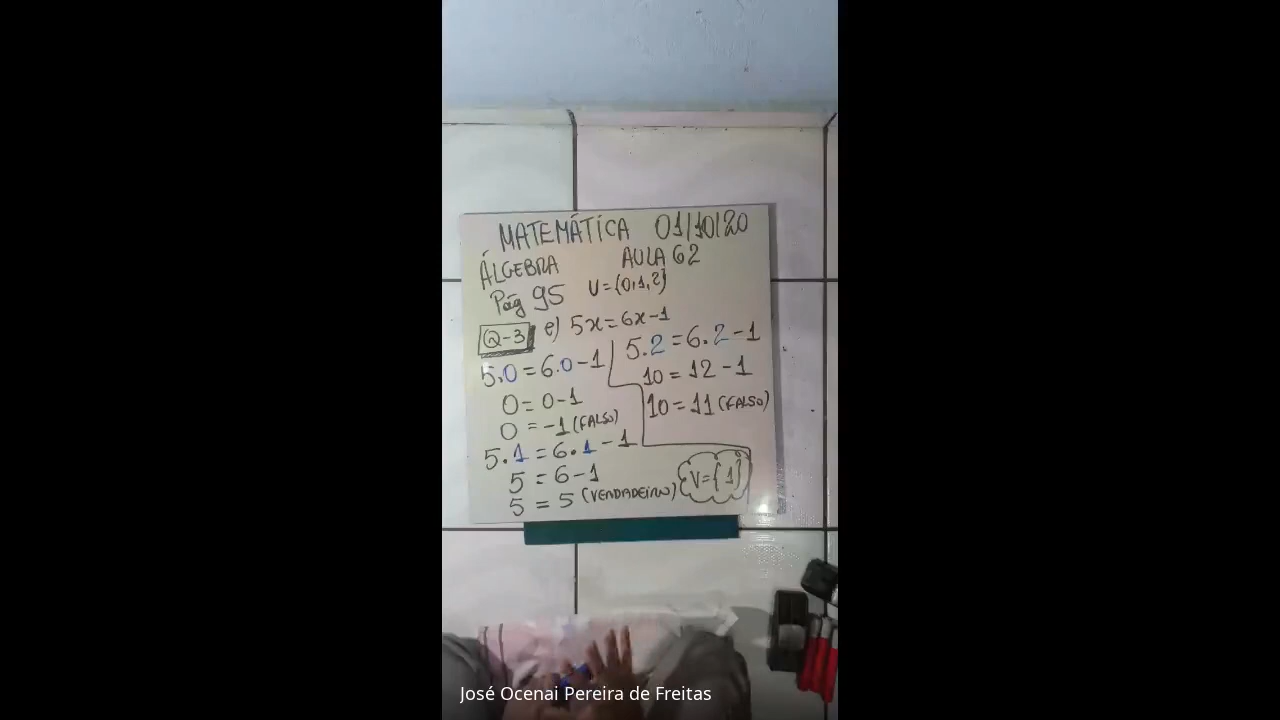 MATEMÁTICA 01/10/20
ÁLGEBRA AULA 62
Pág 95 U={0,1,2}
Q-3 e) 5x=6x-1
5.0=6.0-1
0=0-1
0=-1 (FALSO)
5.1=6.1-1
5=6-1
5=5 (VERDADEIRO)
5.2=6.2-1
10=12-1
10=11 (FALSO)
V={1}
José Ocenai Pereira de Freitas